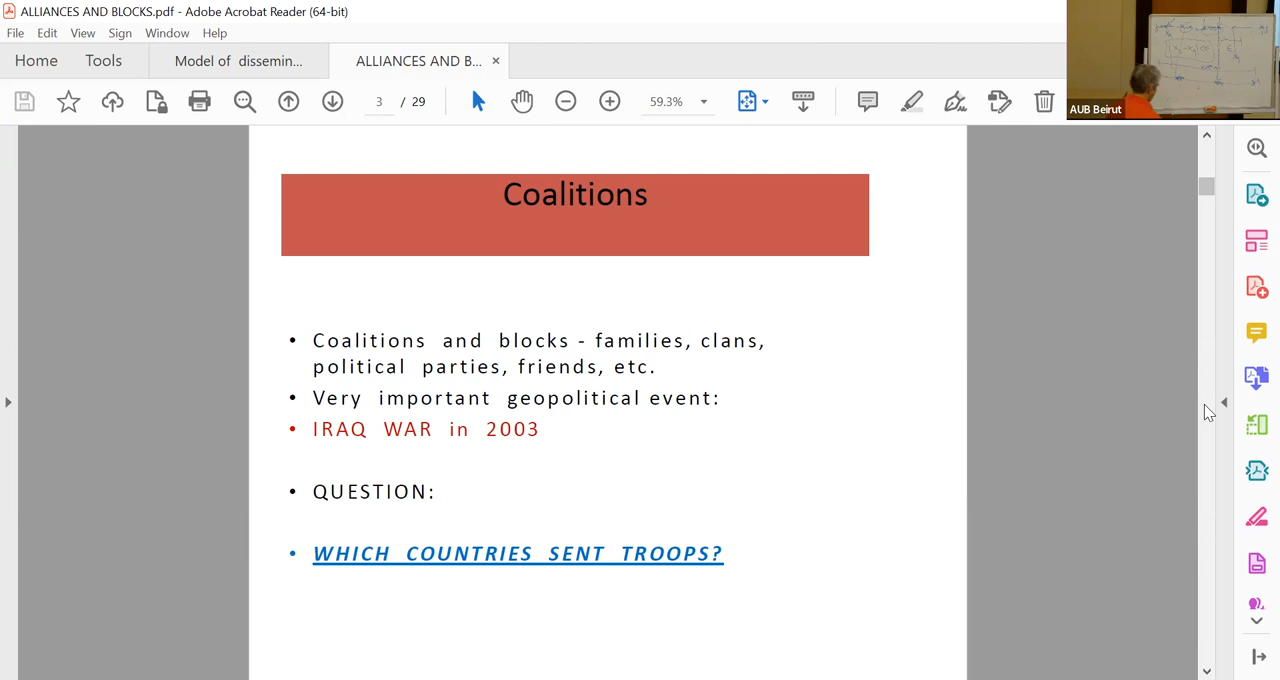 ALLIANCES AND BLOCKS.pdf - Adobe Acrobat Reader (64-bit)
File Edit View Sign Window Help
Home Tools Model of dissemin... ALLIANCES AND B... ×
3 / 29 59.3%
AUB Beirut
Coalitions
• Coalitions and blocks - families, clans,
political parties, friends, etc.
• Very important geopolitical event:
• IRAQ WAR in 2003
• QUESTION:
• WHICH COUNTRIES SENT TROOPS?